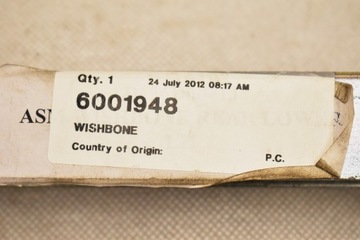 Qty. 1 24 July 2012 08:17 AM
6001948
WISHBONE
Country of Origin: P.C.